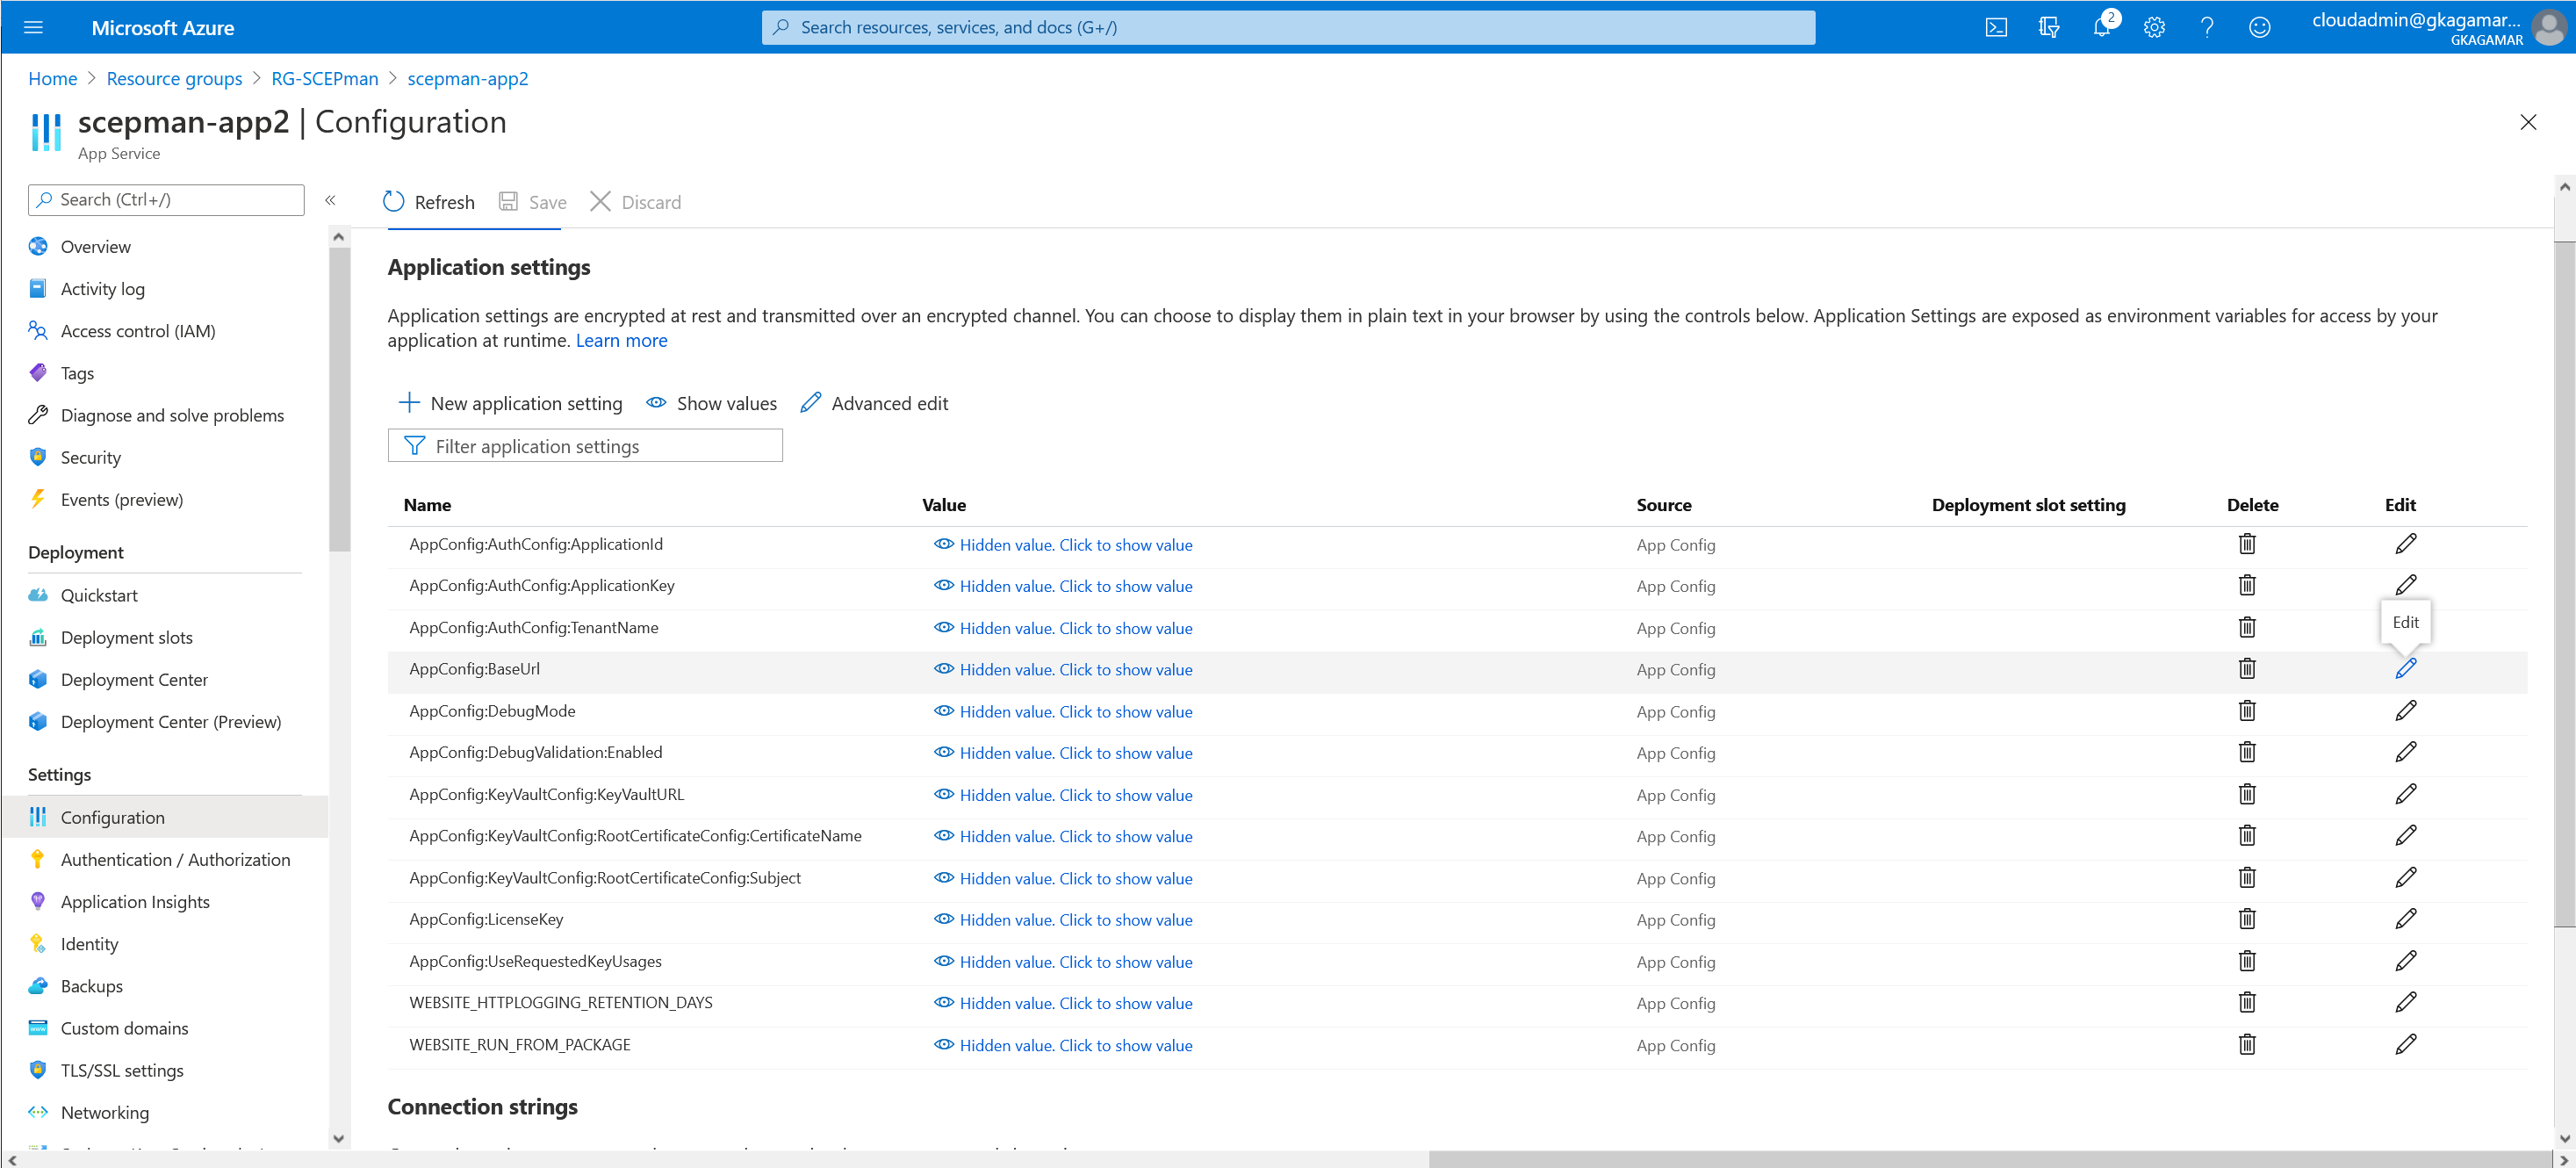 Microsoft Azure
Search resources, services, and docs (G+/)
2
cloudadmin@gkagamar...
GKAGAMAR
Home > Resource groups > RG-SCEPman > scepman-app2
scepman-app2 | Configuration
App Service
Search (Ctrl+/)
«
Refresh
Save
Discard
Overview
Activity log
Access control (IAM)
Tags
Diagnose and solve problems
Security
Events (preview)
Deployment
Quickstart
Deployment slots
Deployment Center
Deployment Center (Preview)
Settings
Configuration
Authentication / Authorization
Application Insights
Identity
Backups
Custom domains
TLS/SSL settings
Networking
Application settings
Application settings are encrypted at rest and transmitted over an encrypted channel. You can choose to display them in plain text in your browser by using the controls below. Application Settings are exposed as environment variables for access by your
application at runtime. Learn more
New application setting Show values Advanced edit
Filter application settings
Name Value Source Deployment slot setting Delete Edit
AppConfig:AuthConfig:ApplicationId Hidden value. Click to show value App Config
AppConfig:AuthConfig:ApplicationKey Hidden value. Click to show value App Config
Edit
AppConfig:AuthConfig:TenantName Hidden value. Click to show value App Config
AppConfig:BaseUrl Hidden value. Click to show value App Config
AppConfig:DebugMode Hidden value. Click to show value App Config
AppConfig:DebugValidation:Enabled Hidden value. Click to show value App Config
AppConfig:KeyVaultConfig:KeyVaultURL Hidden value. Click to show value App Config
AppConfig:KeyVaultConfig:RootCertificateConfig:CertificateName Hidden value. Click to show value App Config
AppConfig:KeyVaultConfig:RootCertificateConfig:Subject Hidden value. Click to show value App Config
AppConfig:LicenseKey Hidden value. Click to show value App Config
AppConfig:UseRequestedKeyUsages Hidden value. Click to show value App Config
WEBSITE_HTTPLOGGING_RETENTION_DAYS Hidden value. Click to show value App Config
WEBSITE_RUN_FROM_PACKAGE Hidden value. Click to show value App Config
Connection strings